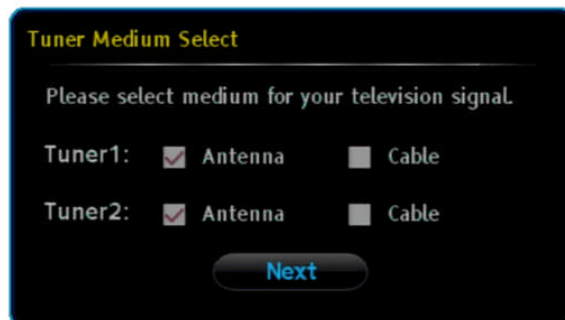 Tuner Medium Select
Please select medium for your television signal.
Tuner1: Antenna Cable
Tuner2: Antenna Cable
Next